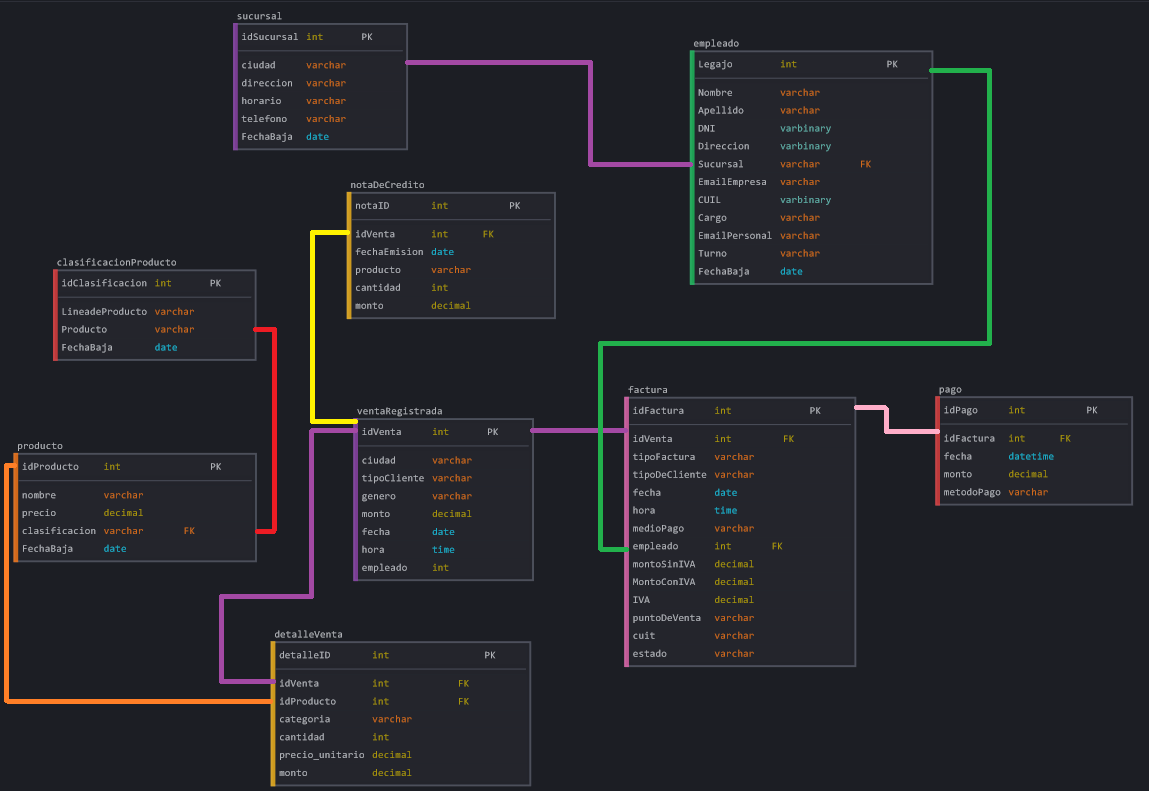 sucursal
idSucursal int PK
ciudad varchar
direccion varchar
horario varchar
telefono varchar
FechaBaja date
empleado
Legajo int PK
Nombre varchar
Apellido varchar
DNI varbinary
Direccion varbinary
Sucursal varchar FK
EmailEmpresa varchar
CUIL varbinary
Cargo varchar
EmailPersonal varchar
Turno varchar
FechaBaja date
notaDeCredito
notaID int PK
idVenta int FK
fechaEmision date
producto varchar
cantidad int
monto decimal
clasificacionProducto
idClasificacion int PK
LineadeProducto varchar
Producto varchar
FechaBaja date
factura
idFactura int PK
idVenta int FK
tipoFactura varchar
tipoDeCliente varchar
fecha date
hora time
medioPago varchar
empleado int FK
montoSinIVA decimal
MontoConIVA decimal
IVA decimal
puntoDeVenta varchar
cuit varchar
estado varchar
pago
idPago int PK
idFactura int FK
fecha datetime
monto decimal
metodoPago varchar
ventaRegistrada
idVenta int PK
ciudad varchar
tipoCliente varchar
genero varchar
monto decimal
fecha date
hora time
empleado int
producto
idProducto int PK
nombre varchar
precio decimal
clasificacion varchar FK
FechaBaja date
detalleVenta
detalleID int PK
idVenta int FK
idProducto int FK
categoria varchar
cantidad int
precio_unitario decimal
monto decimal